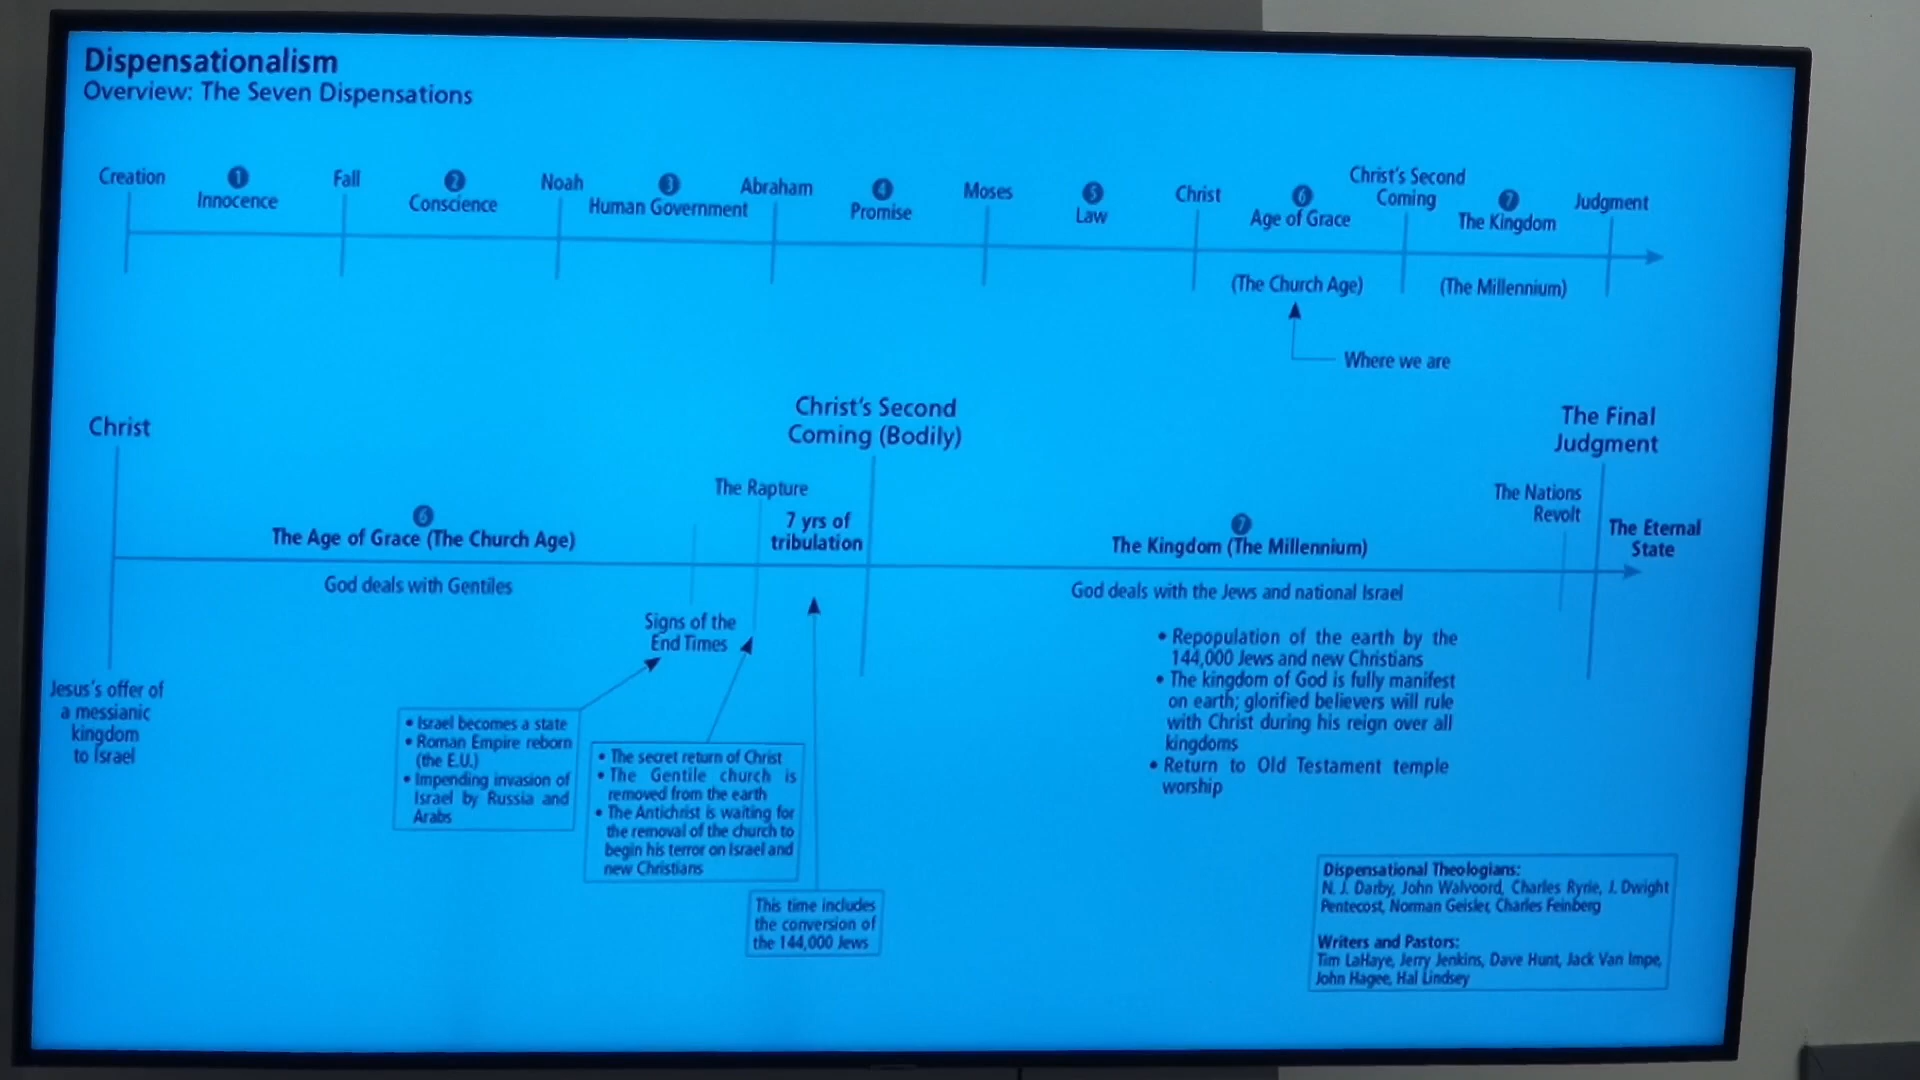 Dispensationalism
Overview: The Seven Dispensations
Creation
❶
Innocence
Fall
❷
Conscience
Noah
❸
Human Government
Abraham
❹
Promise
Moses
❺
Law
Christ
❻
Age of Grace
(The Church Age)
Christ's Second
Coming
❼
The Kingdom
(The Millennium)
Judgment
Where we are
Christ
Jesus's offer of
a messianic
kingdom
to Israel
❻
The Age of Grace (The Church Age)
God deals with Gentiles
Signs of the
End Times
• Israel becomes a state
• Roman Empire reborn
(the E.U.)
• Impending invasion of
Israel by Russia and
Arabs
The Rapture
• The secret return of Christ
• The Gentile church is
removed from the earth
• The Antichrist is waiting for
the removal of the church to
begin his terror on Israel and
new Christians
7 yrs of
tribulation
This time includes
the conversion of
the 144,000 Jews
Christ's Second
Coming (Bodily)
❼
The Kingdom (The Millennium)
God deals with the Jews and national Israel
• Repopulation of the earth by the
144,000 Jews and new Christians
• The kingdom of God is fully manifest
on earth; glorified believers will rule
with Christ during his reign over all
kingdoms
• Return to Old Testament temple
worship
The Nations
Revolt
The Final
Judgment
The Eternal
State
Dispensational Theologians:
N. J. Darby, John Walvoord, Charles Ryrie, J. Dwight
Pentecost, Norman Geisler, Charles Feinberg
Writers and Pastors:
Tim LaHaye, Jerry Jenkins, Dave Hunt, Jack Van Impe,
John Hagee, Hal Lindsey